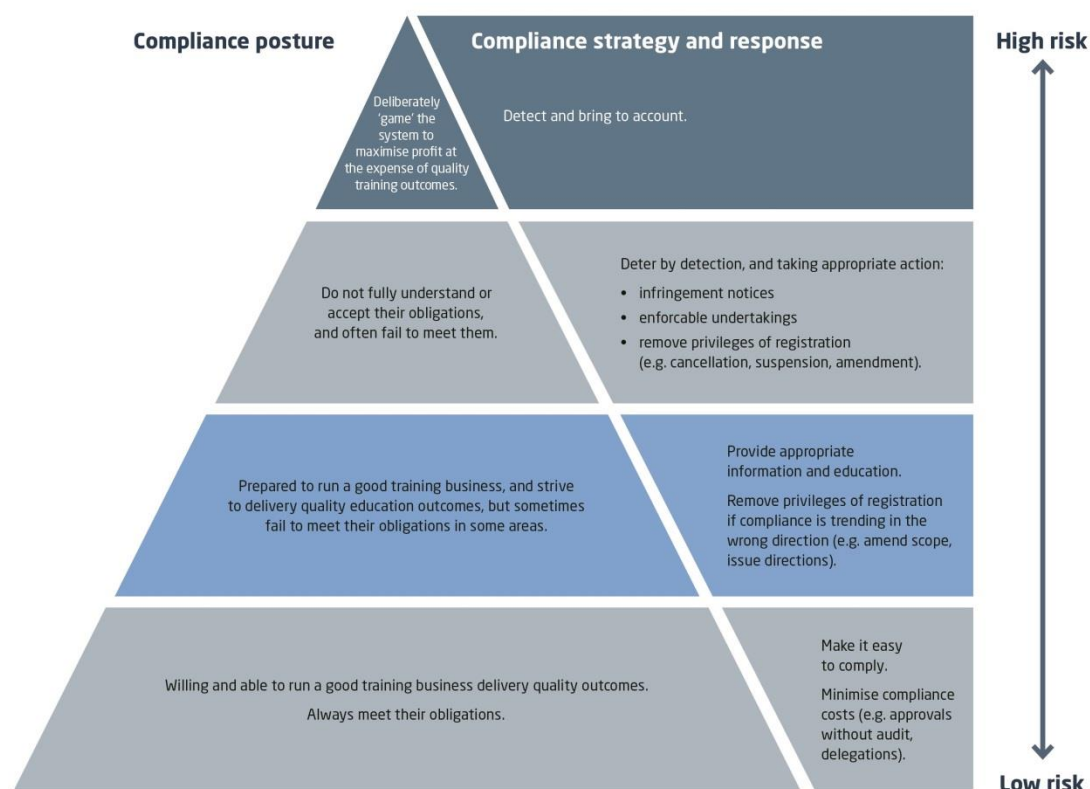 Compliance posture
Compliance strategy and response
High risk
Deliberately
'game' the
system to
maximise profit at
the expense of quality
training outcomes.
Detect and bring to account.
Do not fully understand or
accept their obligations,
and often fail to meet them.
Deter by detection, and taking appropriate action:
• infringement notices
• enforcable undertakings
• remove privileges of registration
(e.g. cancellation, suspension, amendment).
Prepared to run a good training business, and strive
to delivery quality education outcomes, but sometimes
fail to meet their obligations in some areas.
Provide appropriate
information and education.
Remove privileges of registration
if compliance is trending in the
wrong direction (e.g. amend scope,
issue directions).
Willing and able to run a good training business delivery quality outcomes.
Always meet their obligations.
Make it easy
to comply.
Minimise compliance
costs (e.g. approvals
without audit,
delegations).
Low risk